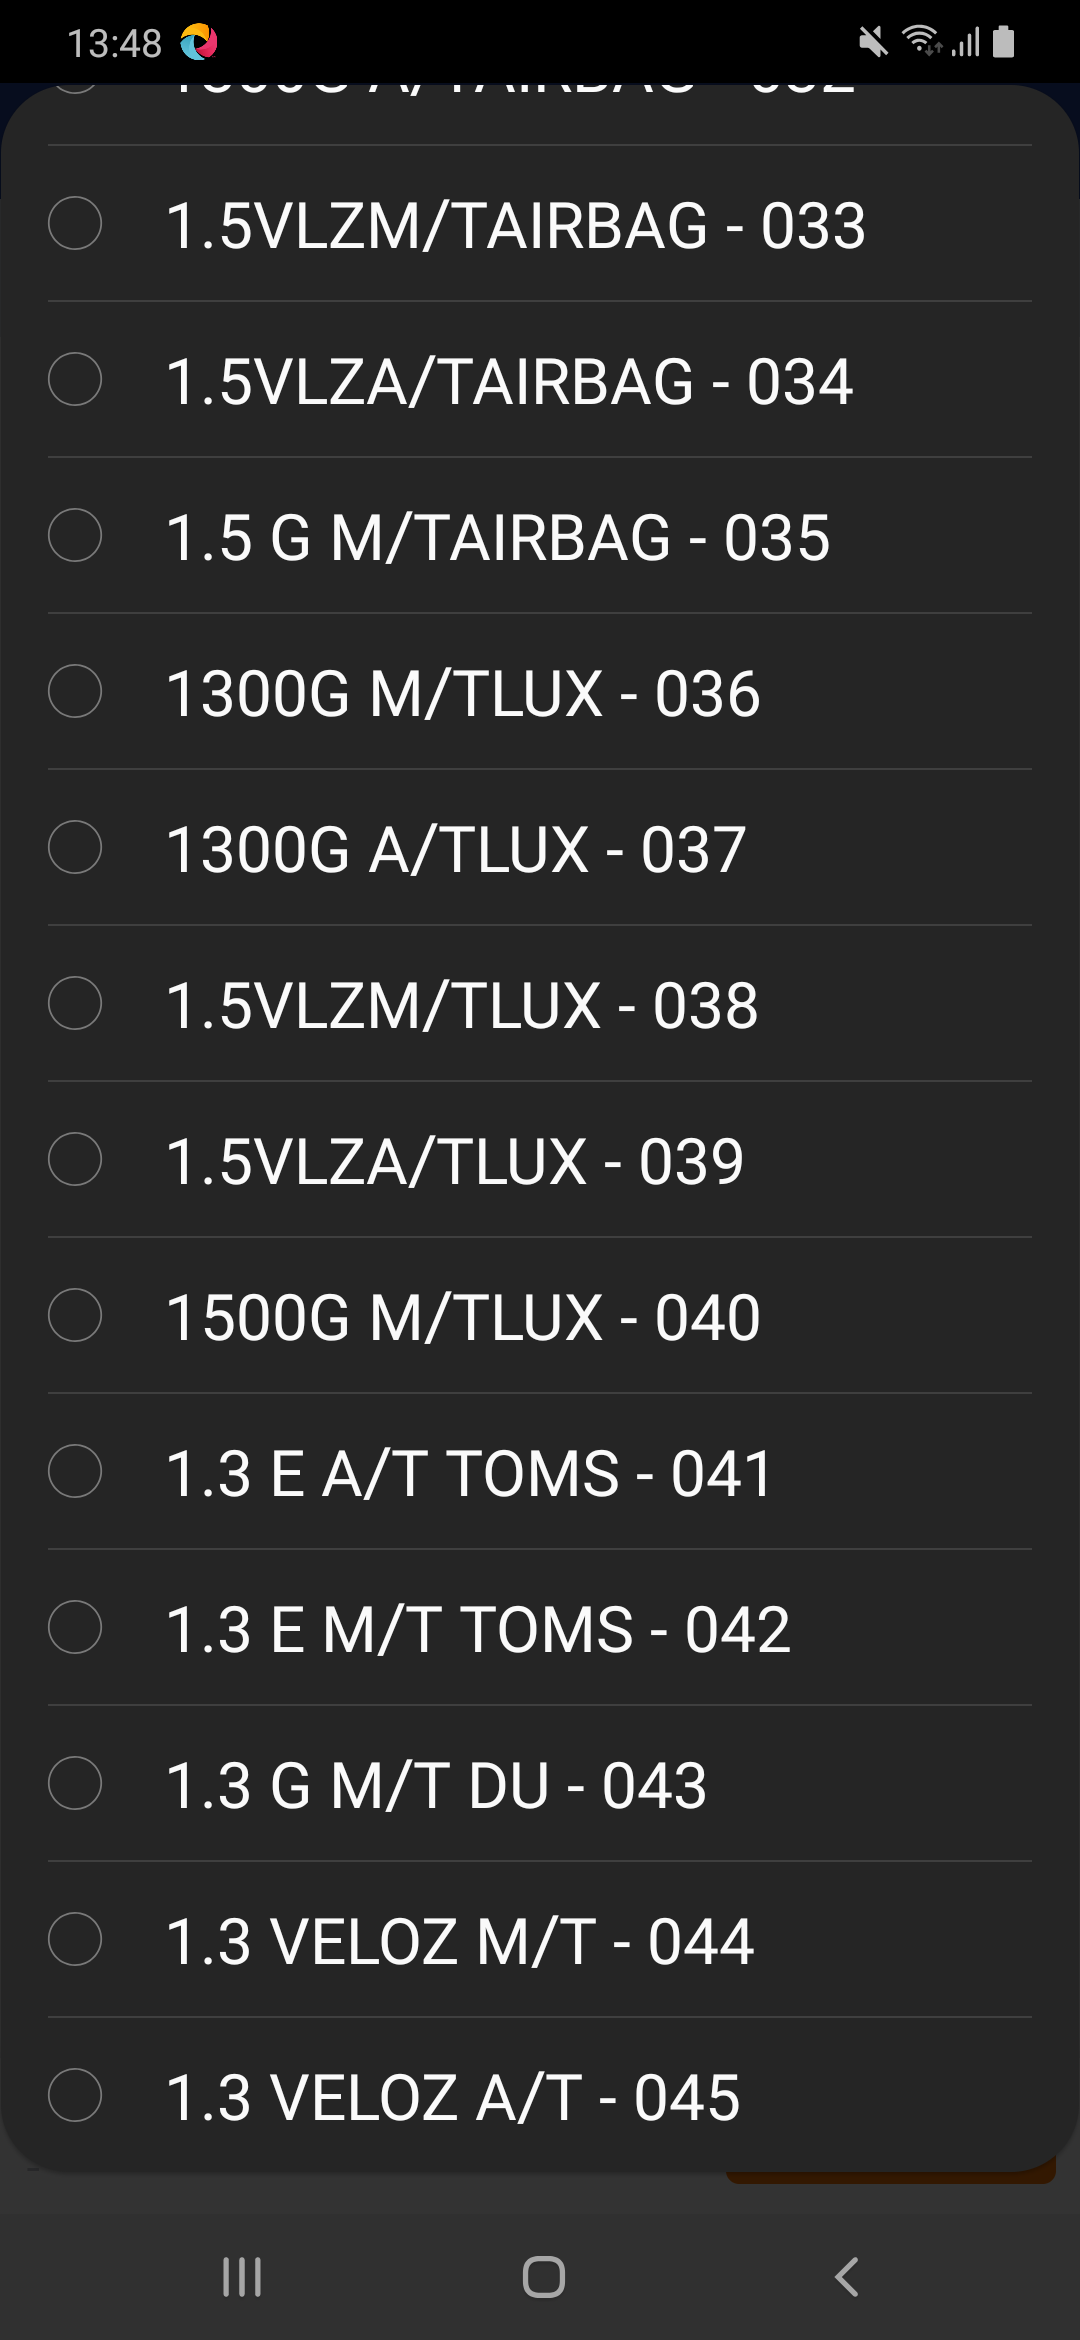 13:48
1.5VLZM/TAIRBAG - 033
1.5VLZA/TAIRBAG - 034
1.5 G M/TAIRBAG - 035
1300G M/TLUX - 036
1300G A/TLUX - 037
1.5VLZM/TLUX - 038
1.5VLZA/TLUX - 039
1500G M/TLUX - 040
1.3 E A/T TOMS - 041
1.3 E M/T TOMS - 042
1.3 G M/T DU - 043
1.3 VELOZ M/T - 044
1.3 VELOZ A/T - 045